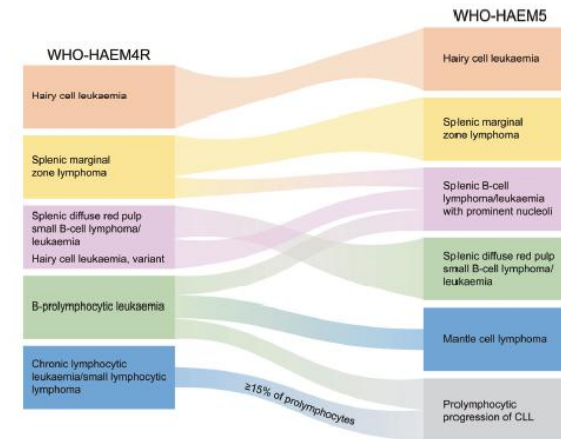 WHO-HAEM4R
Hairy cell leukaemia
Splenic marginal
zone lymphoma
Splenic diffuse red pulp
small B-cell lymphoma/
leukaemia
Hairy cell leukaemia, variant
B-prolymphocytic leukaemia
Chronic lymphocytic
leukaemia/small lymphocytic
lymphoma
≥15% of prolymphocytes
WHO-HAEM5
Hairy cell leukaemia
Splenic marginal
zone lymphoma
Splenic B-cell
lymphoma/leukaemia
with prominent nucleoli
Splenic diffuse red pulp
small B-cell lymphoma/
leukaemia
Mantle cell lymphoma
Prolymphocytic
progression of CLL